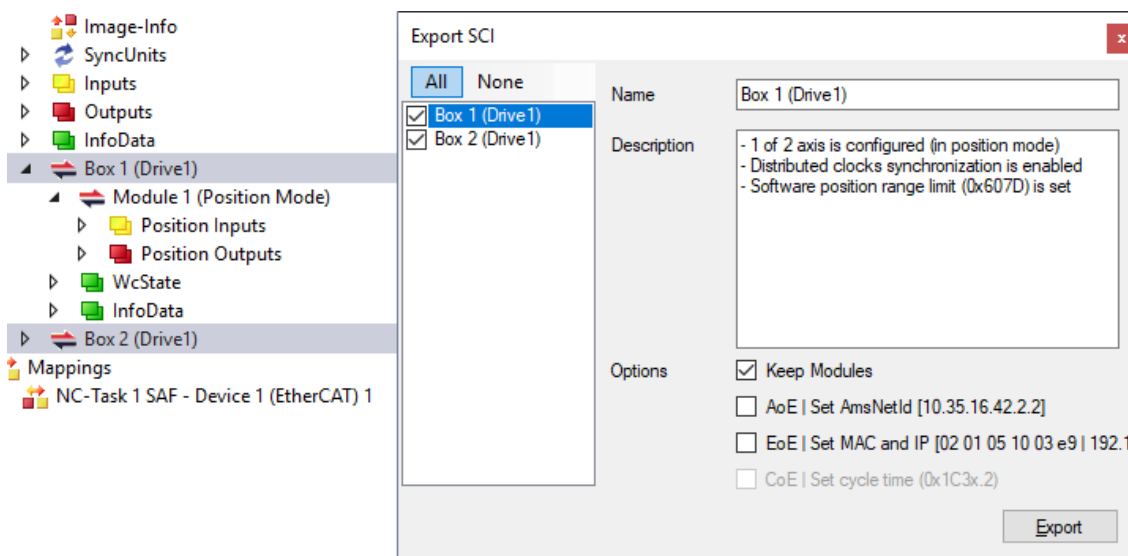 Image-Info
SyncUnits
Inputs
Outputs
InfoData
Box 1 (Drive1)
Module 1 (Position Mode)
Position Inputs
Position Outputs
WcState
InfoData
Box 2 (Drive1)
Mappings
NC-Task 1 SAF - Device 1 (EtherCAT) 1
Export SCI
x
All None
Box 1 (Drive1)
Box 2 (Drive1)
Name
Box 1 (Drive1)
Description
- 1 of 2 axis is configured (in position mode)
- Distributed clocks synchronization is enabled
- Software position range limit (0x607D) is set
Options
Keep Modules
AoE | Set AmsNetId [10.35.16.42.2.2]
EoE | Set MAC and IP [02 01 05 10 03 e9 | 192.1
CoE | Set cycle time (0x1C3x.2)
Export